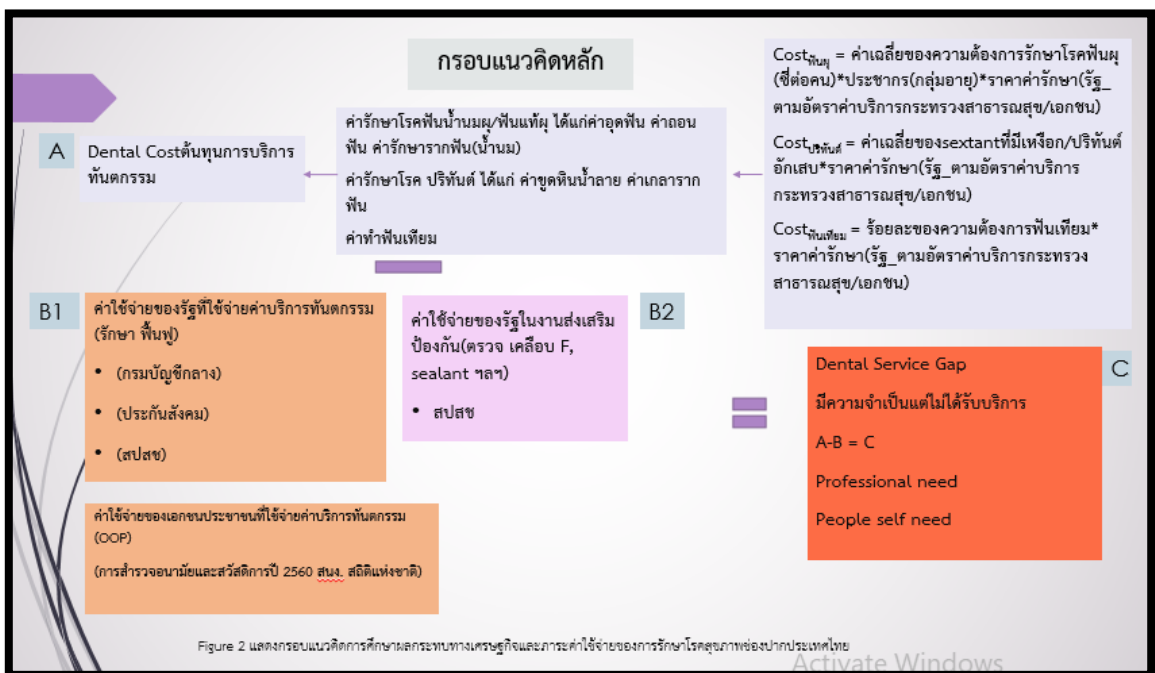 กรอบแนวคิดหลัก
A
Dental Costต้นทุนการบริการ
ทันตกรรม
ค่ารักษาโรคฟันน้ำนมผุ/ฟันแท้ผุ ได้แก่ค่าอุดฟัน ค่าถอน
ฟัน ค่ารักษารากฟัน(น้ำนม)
ค่ารักษาโรค ปริทันต์ ได้แก่ ค่าขูดหินน้ำลาย ค่าเกลาราก
ฟัน
ค่าทำฟันเทียม
Costฟันผุ = ค่าเฉลี่ยของความต้องการรักษาโรคฟันผุ
(ซี่ต่อคน)*ประชากร(กลุ่มอายุ)*ราคาค่ารักษา(รัฐ_
ตามอัตราค่าบริการกระทรวงสาธารณสุข/เอกชน)
Costปริทันต์ = ค่าเฉลี่ยของsextantที่มีเหงือก/ปริทันต์
อักเสบ*ราคาค่ารักษา(รัฐ_ตามอัตราค่าบริการ
กระทรวงสาธารณสุข/เอกชน)
Costฟันเทียม = ร้อยละของความต้องการฟันเทียม*
ราคาค่ารักษา(รัฐ_ตามอัตราค่าบริการกระทรวง
สาธารณสุข/เอกชน)
B1
ค่าใช้จ่ายของรัฐที่ใช้จ่ายค่าบริการทันตกรรม
(รักษา ฟื้นฟู)
• (กรมบัญชีกลาง)
• (ประกันสังคม)
• (สปสช)
ค่าใช้จ่ายของรัฐในงานส่งเสริม
ป้องกัน(ตรวจ เคลือบ F,
sealant ฯลฯ)
• สปสช
B2
Dental Service Gap
มีความจำเป็นแต่ไม่ได้รับบริการ
A-B = C
Professional need
People self need
C
ค่าใช้จ่ายของเอกชนประชาชนที่ใช้จ่ายค่าบริการทันตกรรม
(OOP)
(การสำรวจอนามัยและสวัสดิการปี 2560 สนง. สถิติแห่งชาติ)
Figure 2 แสดงกรอบแนวคิดการศึกษาผลกระทบทางเศรษฐกิจและภาระค่าใช้จ่ายของการรักษาโรคสุขภาพช่องปากประเทศไทย
Activate Windows